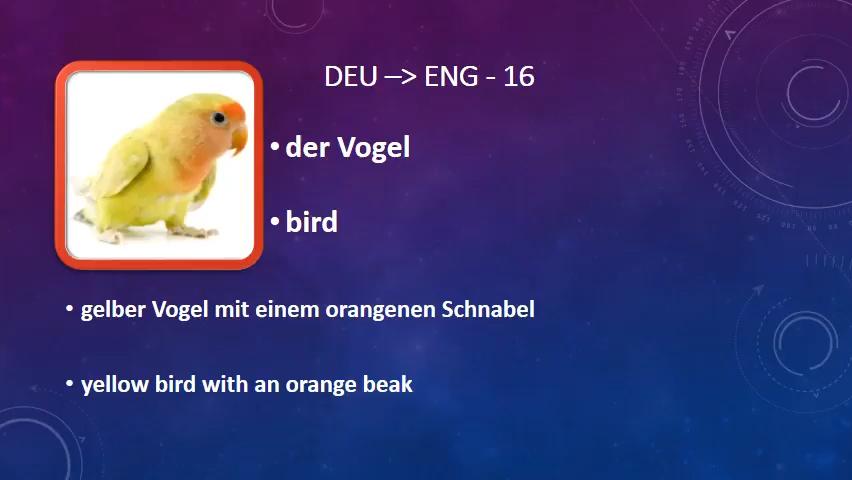 DEU –> ENG - 16
• der Vogel
• bird
• gelber Vogel mit einem orangenen Schnabel
• yellow bird with an orange beak